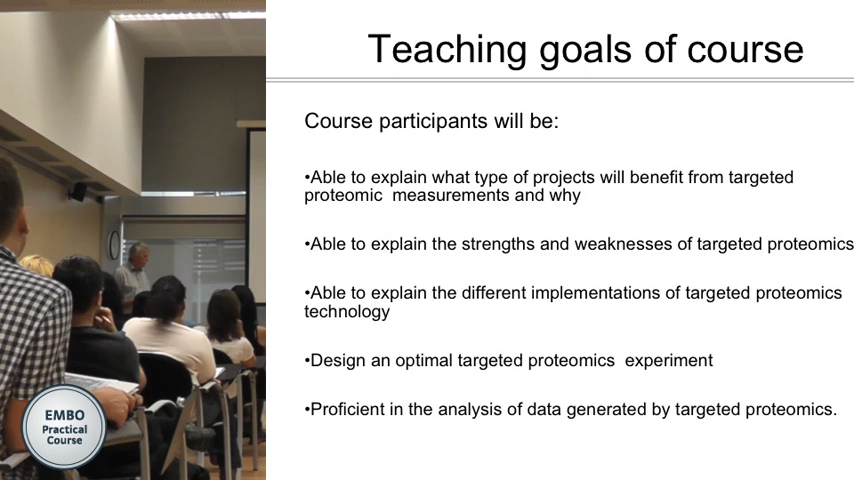 Teaching goals of course
Course participants will be:
•Able to explain what type of projects will benefit from targeted
proteomic  measurements and why
•Able to explain the strengths and weaknesses of targeted proteomics
•Able to explain the different implementations of targeted proteomics
technology
•Design an optimal targeted proteomics  experiment
•Proficient in the analysis of data generated by targeted proteomics.
EMBO
Practical
Course